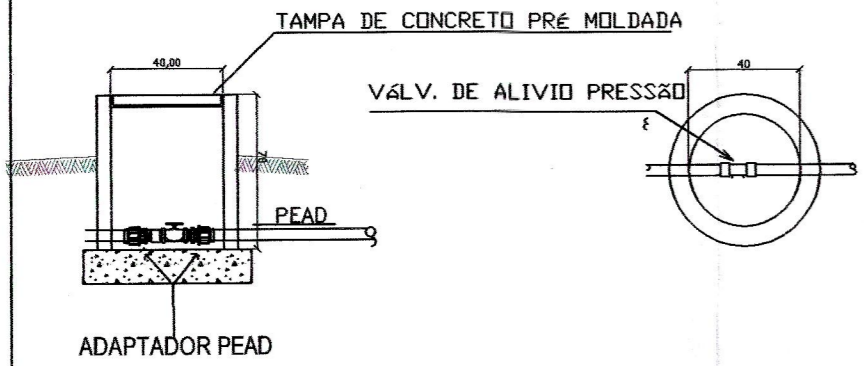 TAMPA DE CONCRETO PRÉ MOLDADA
40,00
40
VÁLV. DE ALIVIO PRESSÃO
PEAD
ADAPTADOR PEAD